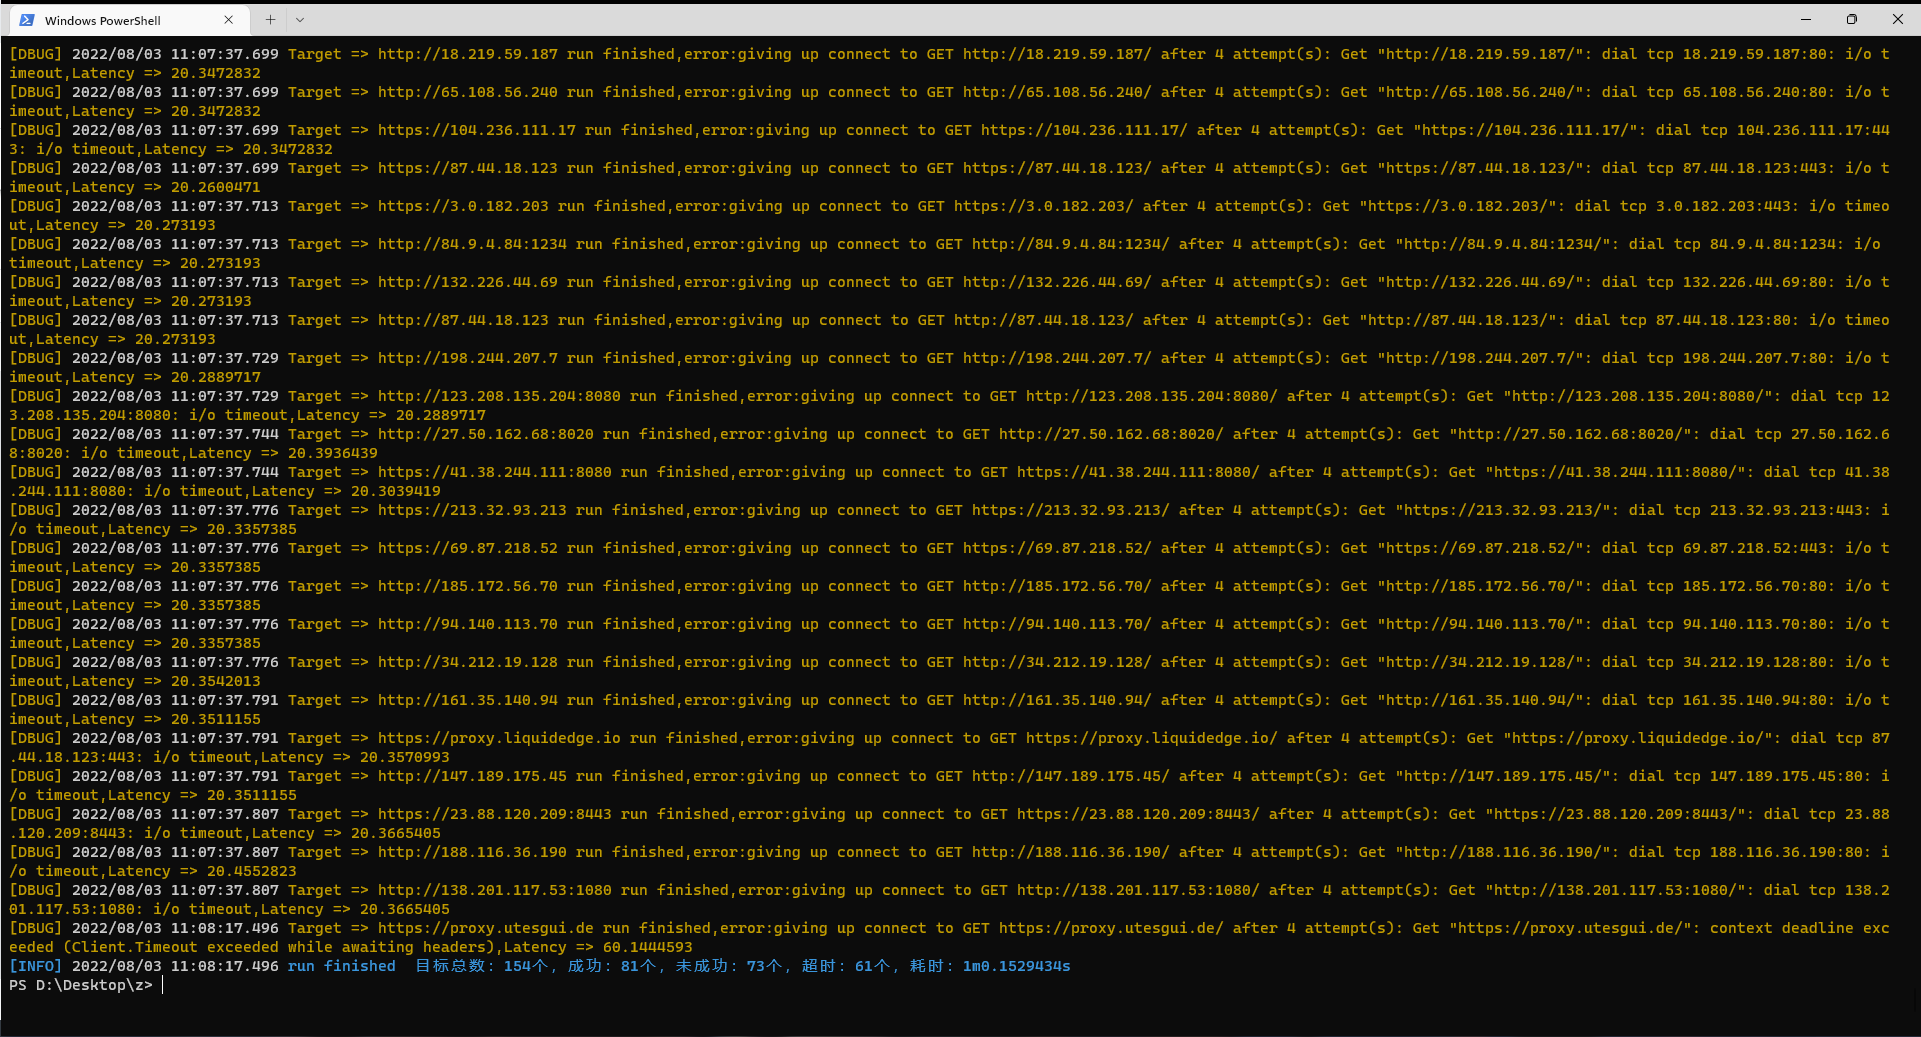 Windows PowerShell
[DBUG] 2022/08/03 11:07:37.699 Target => http://18.219.59.187 run finished,error:giving up connect to GET http://18.219.59.187/ after 4 attempt(s): Get "http://18.219.59.187/": dial tcp 18.219.59.187:80: i/o t
imeout,Latency => 20.3472832
[DBUG] 2022/08/03 11:07:37.699 Target => http://65.108.56.240 run finished,error:giving up connect to GET http://65.108.56.240/ after 4 attempt(s): Get "http://65.108.56.240/": dial tcp 65.108.56.240:80: i/o t
imeout,Latency => 20.3472832
[DBUG] 2022/08/03 11:07:37.699 Target => https://104.236.111.17 run finished,error:giving up connect to GET https://104.236.111.17/ after 4 attempt(s): Get "https://104.236.111.17/": dial tcp 104.236.111.17:44
3: i/o timeout,Latency => 20.3472832
[DBUG] 2022/08/03 11:07:37.699 Target => https://87.44.18.123 run finished,error:giving up connect to GET https://87.44.18.123/ after 4 attempt(s): Get "https://87.44.18.123/": dial tcp 87.44.18.123:443: i/o t
imeout,Latency => 20.2600471
[DBUG] 2022/08/03 11:07:37.713 Target => https://3.0.182.203 run finished,error:giving up connect to GET https://3.0.182.203/ after 4 attempt(s): Get "https://3.0.182.203/": dial tcp 3.0.182.203:443: i/o timeo
ut,Latency => 20.273193
[DBUG] 2022/08/03 11:07:37.713 Target => http://84.9.4.84:1234 run finished,error:giving up connect to GET http://84.9.4.84:1234/ after 4 attempt(s): Get "http://84.9.4.84:1234/": dial tcp 84.9.4.84:1234: i/o
timeout,Latency => 20.273193
[DBUG] 2022/08/03 11:07:37.713 Target => http://132.226.44.69 run finished,error:giving up connect to GET http://132.226.44.69/ after 4 attempt(s): Get "http://132.226.44.69/": dial tcp 132.226.44.69:80: i/o t
imeout,Latency => 20.273193
[DBUG] 2022/08/03 11:07:37.713 Target => http://87.44.18.123 run finished,error:giving up connect to GET http://87.44.18.123/ after 4 attempt(s): Get "http://87.44.18.123/": dial tcp 87.44.18.123:80: i/o timeo
ut,Latency => 20.273193
[DBUG] 2022/08/03 11:07:37.729 Target => http://198.244.207.7 run finished,error:giving up connect to GET http://198.244.207.7/ after 4 attempt(s): Get "http://198.244.207.7/": dial tcp 198.244.207.7:80: i/o t
imeout,Latency => 20.2889717
[DBUG] 2022/08/03 11:07:37.729 Target => http://123.208.135.204:8080 run finished,error:giving up connect to GET http://123.208.135.204:8080/ after 4 attempt(s): Get "http://123.208.135.204:8080/": dial tcp 12
3.208.135.204:8080: i/o timeout,Latency => 20.2889717
[DBUG] 2022/08/03 11:07:37.744 Target => http://27.50.162.68:8020 run finished,error:giving up connect to GET http://27.50.162.68:8020/ after 4 attempt(s): Get "http://27.50.162.68:8020/": dial tcp 27.50.162.6
8:8020: i/o timeout,Latency => 20.3936439
[DBUG] 2022/08/03 11:07:37.744 Target => https://41.38.244.111:8080 run finished,error:giving up connect to GET https://41.38.244.111:8080/ after 4 attempt(s): Get "https://41.38.244.111:8080/": dial tcp 41.38
.244.111:8080: i/o timeout,Latency => 20.3039419
[DBUG] 2022/08/03 11:07:37.776 Target => https://213.32.93.213 run finished,error:giving up connect to GET https://213.32.93.213/ after 4 attempt(s): Get "https://213.32.93.213/": dial tcp 213.32.93.213:443: i
/o timeout,Latency => 20.3357385
[DBUG] 2022/08/03 11:07:37.776 Target => https://69.87.218.52 run finished,error:giving up connect to GET https://69.87.218.52/ after 4 attempt(s): Get "https://69.87.218.52/": dial tcp 69.87.218.52:443: i/o t
imeout,Latency => 20.3357385
[DBUG] 2022/08/03 11:07:37.776 Target => http://185.172.56.70 run finished,error:giving up connect to GET http://185.172.56.70/ after 4 attempt(s): Get "http://185.172.56.70/": dial tcp 185.172.56.70:80: i/o t
imeout,Latency => 20.3357385
[DBUG] 2022/08/03 11:07:37.776 Target => http://94.140.113.70 run finished,error:giving up connect to GET http://94.140.113.70/ after 4 attempt(s): Get "http://94.140.113.70/": dial tcp 94.140.113.70:80: i/o t
imeout,Latency => 20.3357385
[DBUG] 2022/08/03 11:07:37.776 Target => http://34.212.19.128 run finished,error:giving up connect to GET http://34.212.19.128/ after 4 attempt(s): Get "http://34.212.19.128/": dial tcp 34.212.19.128:80: i/o t
imeout,Latency => 20.3542013
[DBUG] 2022/08/03 11:07:37.791 Target => http://161.35.140.94 run finished,error:giving up connect to GET http://161.35.140.94/ after 4 attempt(s): Get "http://161.35.140.94/": dial tcp 161.35.140.94:80: i/o t
imeout,Latency => 20.3511155
[DBUG] 2022/08/03 11:07:37.791 Target => https://proxy.liquidedge.io run finished,error:giving up connect to GET https://proxy.liquidedge.io/ after 4 attempt(s): Get "https://proxy.liquidedge.io/": dial tcp 87
.44.18.123:443: i/o timeout,Latency => 20.3570993
[DBUG] 2022/08/03 11:07:37.791 Target => http://147.189.175.45 run finished,error:giving up connect to GET http://147.189.175.45/ after 4 attempt(s): Get "http://147.189.175.45/": dial tcp 147.189.175.45:80: i
/o timeout,Latency => 20.3511155
[DBUG] 2022/08/03 11:07:37.807 Target => https://23.88.120.209:8443 run finished,error:giving up connect to GET https://23.88.120.209:8443/ after 4 attempt(s): Get "https://23.88.120.209:8443/": dial tcp 23.88
.120.209:8443: i/o timeout,Latency => 20.3665405
[DBUG] 2022/08/03 11:07:37.807 Target => http://188.116.36.190 run finished,error:giving up connect to GET http://188.116.36.190/ after 4 attempt(s): Get "http://188.116.36.190/": dial tcp 188.116.36.190:80: i
/o timeout,Latency => 20.4552823
[DBUG] 2022/08/03 11:07:37.807 Target => http://138.201.117.53:1080 run finished,error:giving up connect to GET http://138.201.117.53:1080/ after 4 attempt(s): Get "http://138.201.117.53:1080/": dial tcp 138.2
01.117.53:1080: i/o timeout,Latency => 20.3665405
[DBUG] 2022/08/03 11:08:17.496 Target => https://proxy.utesgui.de run finished,error:giving up connect to GET https://proxy.utesgui.de/ after 4 attempt(s): Get "https://proxy.utesgui.de/": context deadline exc
eeded (Client.Timeout exceeded while awaiting headers),Latency => 60.1444593
[INFO] 2022/08/03 11:08:17.496 run finished  目标总数: 154个, 成功: 81个, 未成功: 73个, 超时: 61个, 耗时: 1m0.1529434s
PS D:\Desktop\z>